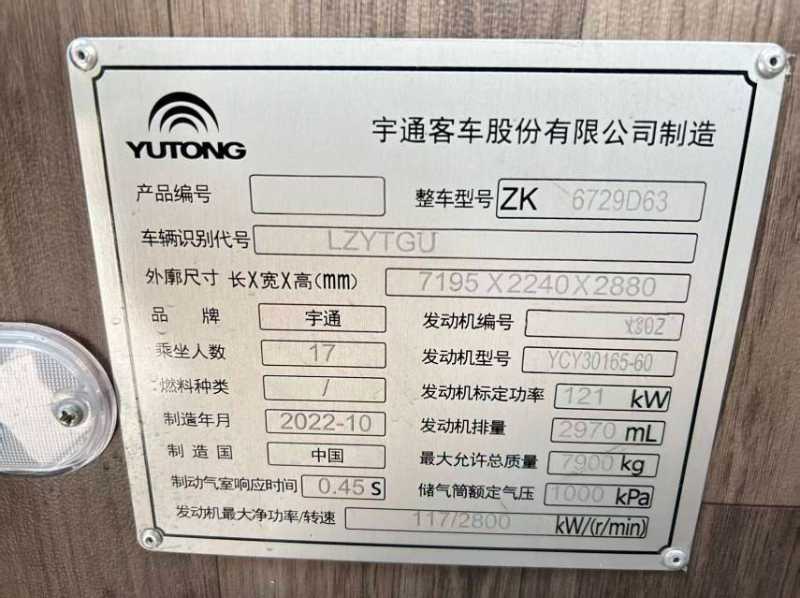 YUTONG
宇通客车股份有限公司制造
产品编号 整车型号 ZK 6729D63
车辆识别代号 LZYTGU
外廓尺寸 长X宽X高(mm) 7195X2240X2880
品 牌 宇通 发动机编号
乘坐人数 17 发动机型号 YCY30165-60
燃料种类 / 发动机标定功率 121 kW
制造年月 2022-10 发动机排量 2970 mL
制造国 中国 最大允许总质量 7900 kg
制动气室响应时间 0.45 S 储气筒额定气压 1000 kPa
发动机最大净功率/转速 117/2800 kW/(r/min)